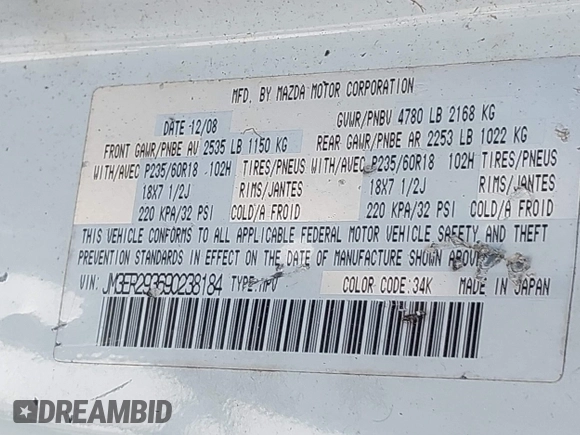 MFD. BY MAZDA MOTOR CORPORATION
DATE 12/08 GVWR/PNBV 4780 LB 2168 KG
FRONT GAWR/PNBE AV 2535 LB 1150 KG REAR GAWR/PNBE AR 2253 LB 1022 KG
WITH/AVEC P235/60R18 102H TIRES/PNEUS WITH/AVEC P235/60R18 102H TIRES/PNEUS
18X7 1/2J RIMS/JANTES 18X7 1/2J RIMS/JANTES
220 KPA/32 PSI COLD/A FROID 220 KPA/32 PSI COLD/A FROID
THIS VEHICLE CONFORMS TO ALL APPLICABLE FEDERAL MOTOR VEHICLE SAFETY AND THEFT
PREVENTION STANDARDS IN EFFECT ON THE DATE OF MANUFACTURE SHOWN ABOVE
VIN: JM3ER293690238184 TYPE:MPV COLOR CODE:34K MADE IN JAPAN
DREAMBID